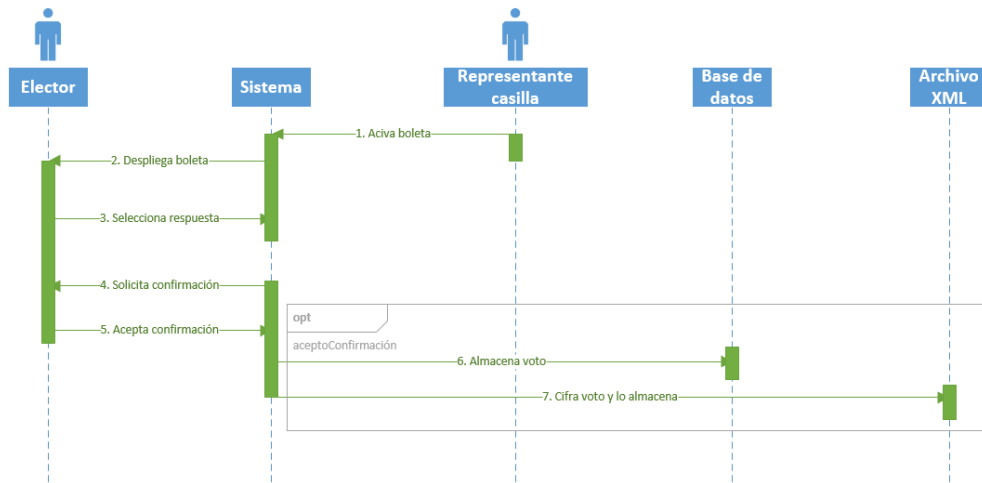 Elector
Sistema
Representante
casilla
Base de
datos
Archivo
XML
1. Aciva boleta
2. Despliega boleta
3. Selecciona respuesta
4. Solicita confirmación
opt
5. Acepta confirmación
aceptoConfirmación
6. Almacena voto
7. Cifra voto y lo almacena